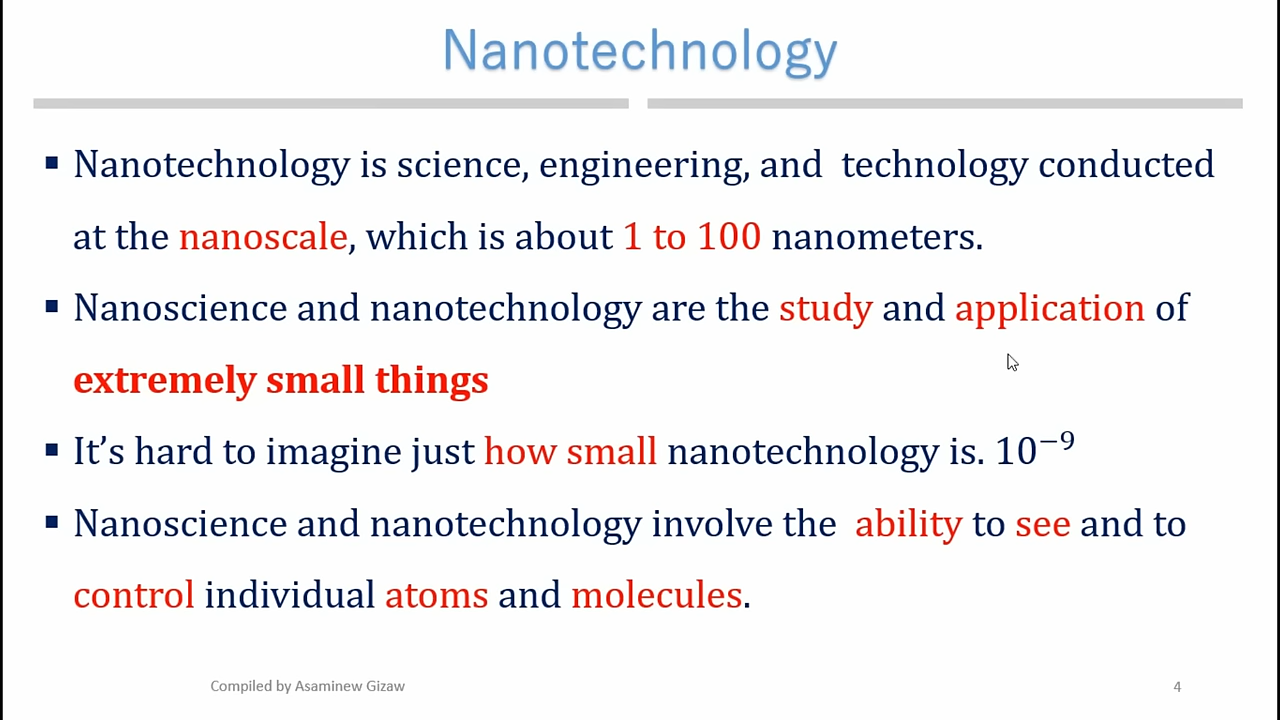 Nanotechnology
▪ Nanotechnology is science, engineering, and technology conducted
at the nanoscale, which is about 1 to 100 nanometers.
▪ Nanoscience and nanotechnology are the study and application of
extremely small things
▪ It’s hard to imagine just how small nanotechnology is. 10⁻⁹
▪ Nanoscience and nanotechnology involve the ability to see and to
control individual atoms and molecules.
Compiled by Asaminew Gizaw
4